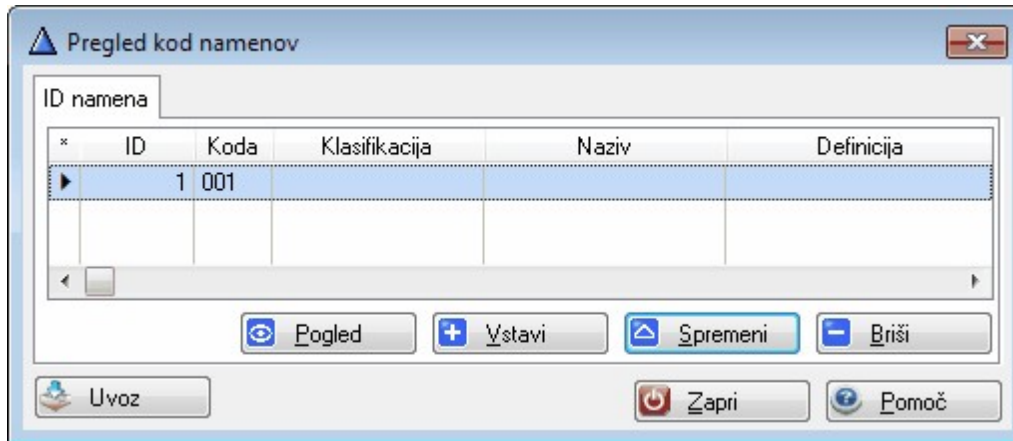 Pregled kod namenov
ID namena
* ID Koda Klasifikacija Naziv Definicija
1 001
Pogled Vstavi Spremeni Briši
Uvoz Zapri Pomoč